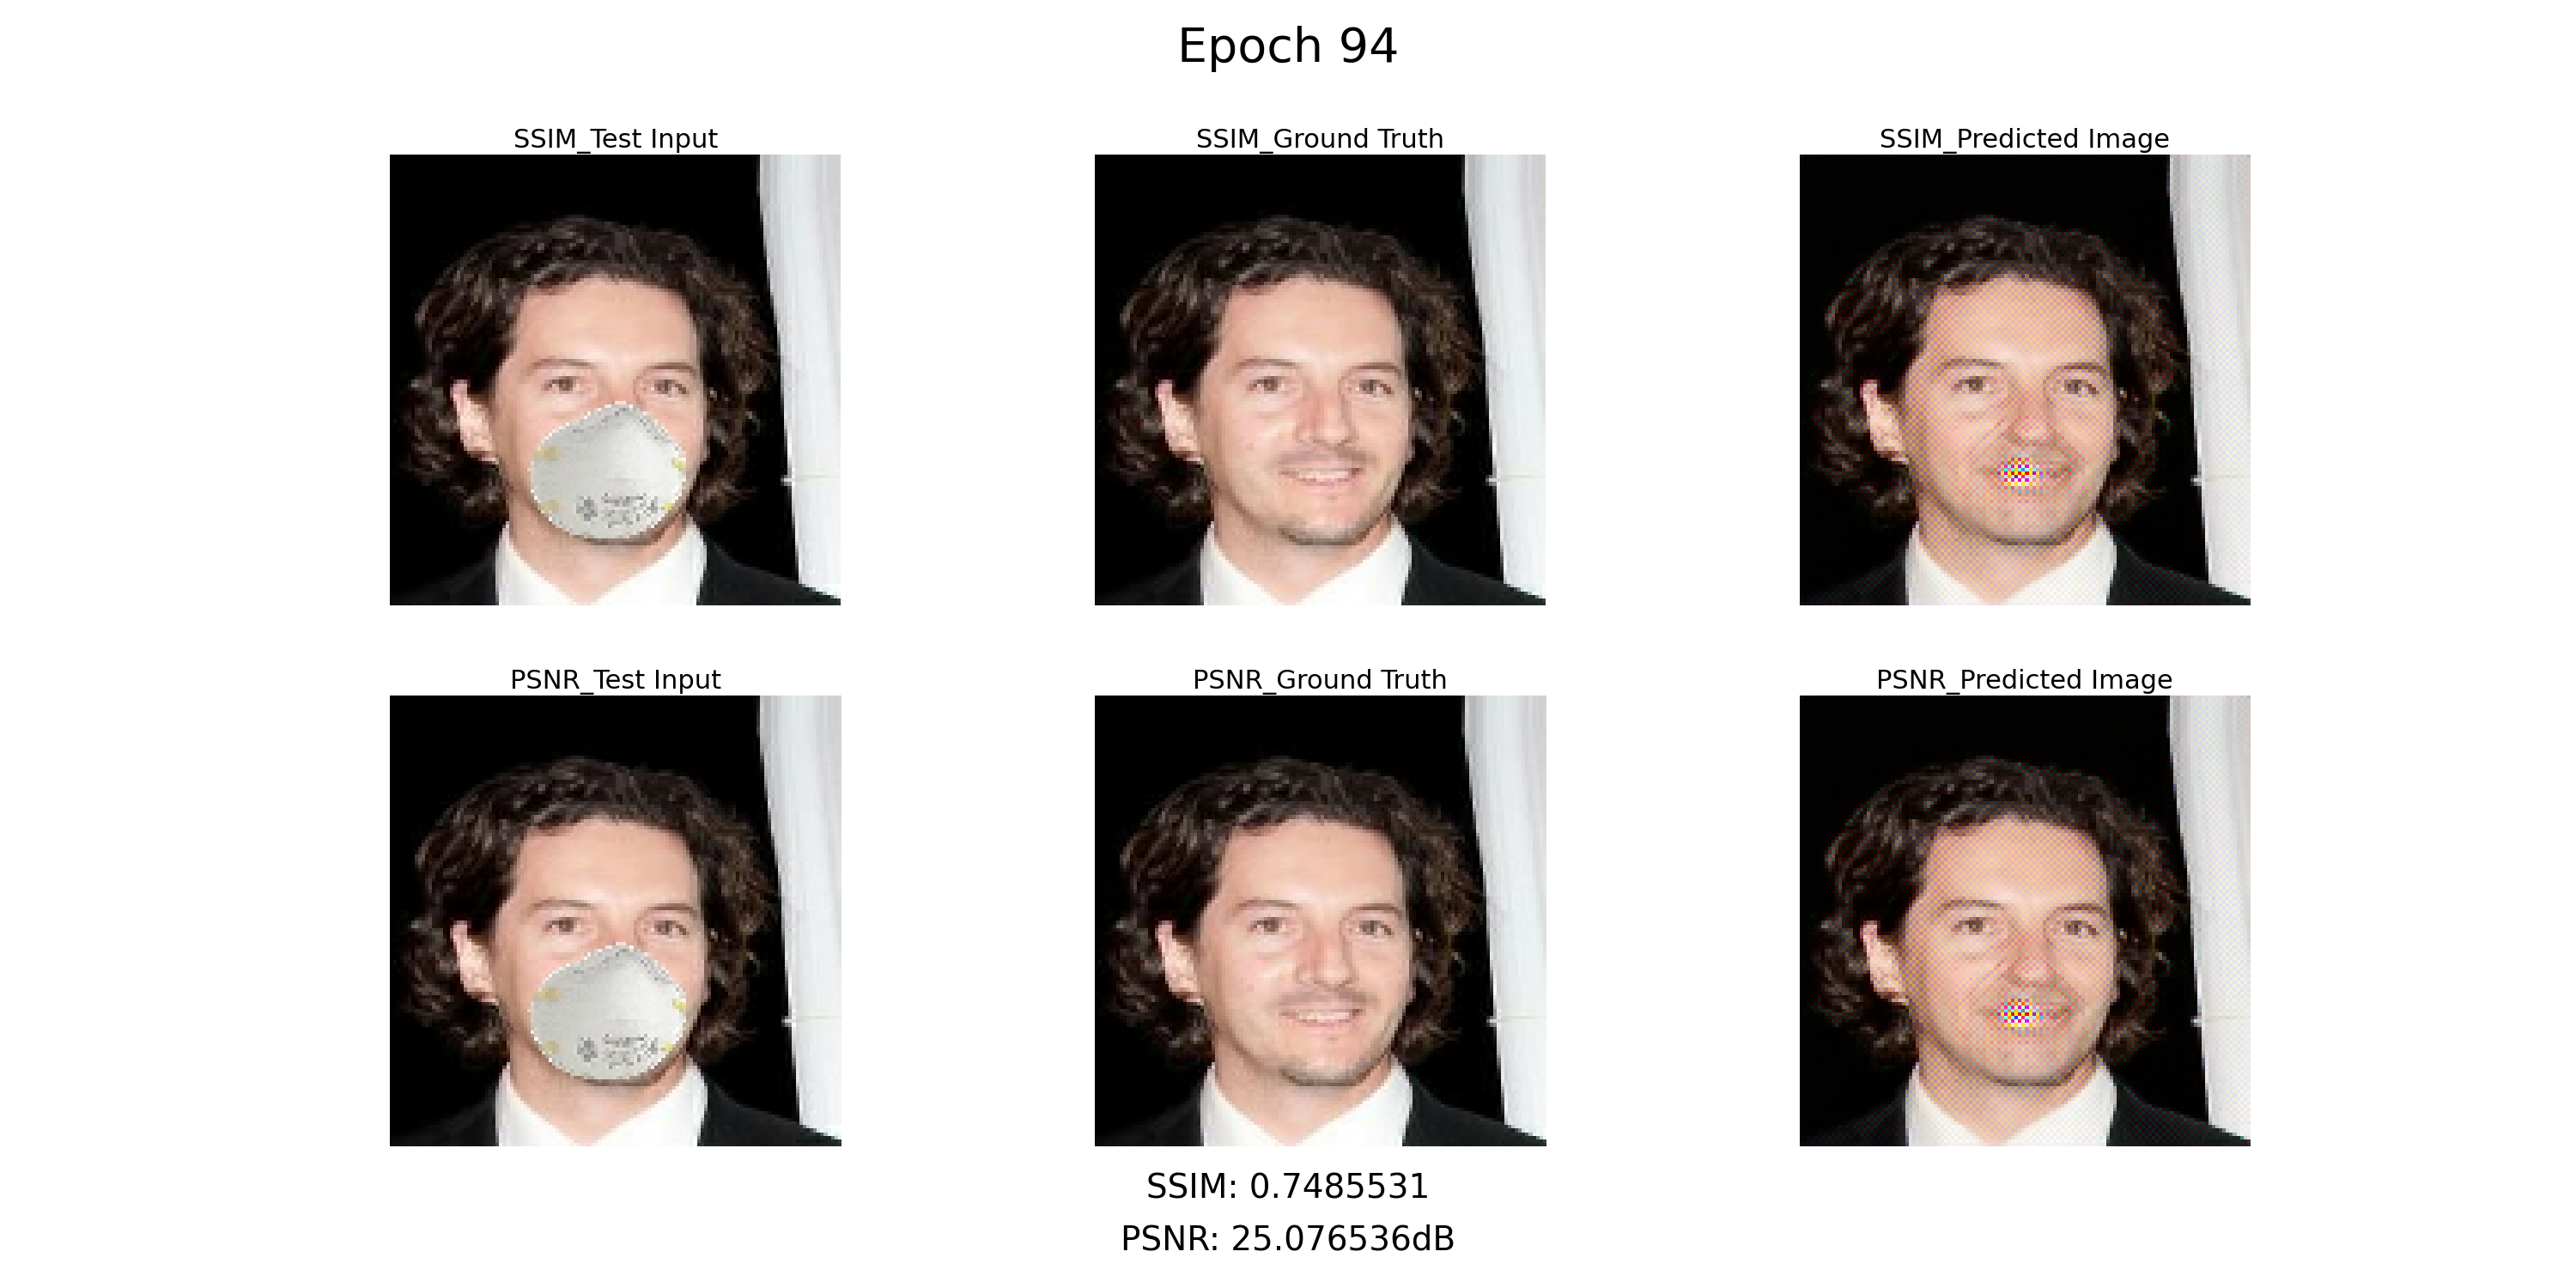 Epoch 94
SSIM_Test Input
SSIM_Ground Truth
SSIM_Predicted Image
PSNR_Test Input
PSNR_Ground Truth
PSNR_Predicted Image
SSIM: 0.7485531
PSNR: 25.076536dB